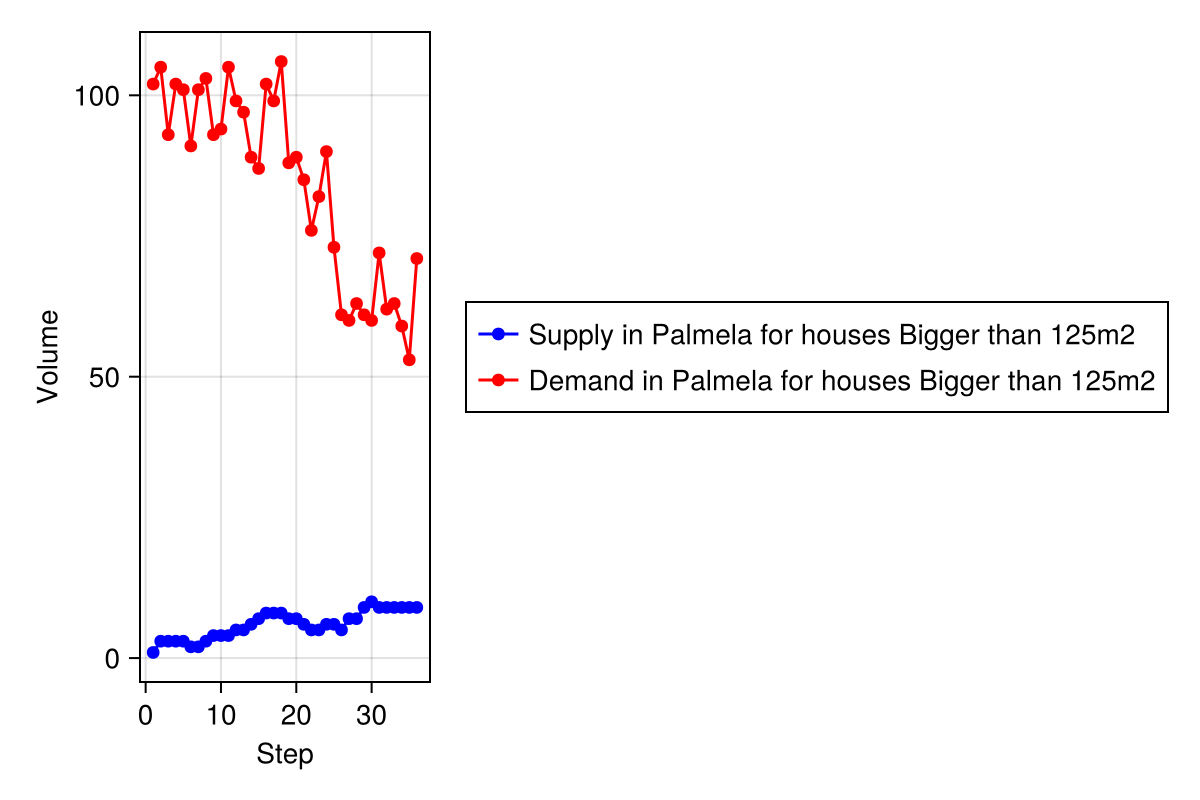 100
50
0
Volume
0 10 20 30
Step
Supply in Palmela for houses Bigger than 125m2
Demand in Palmela for houses Bigger than 125m2